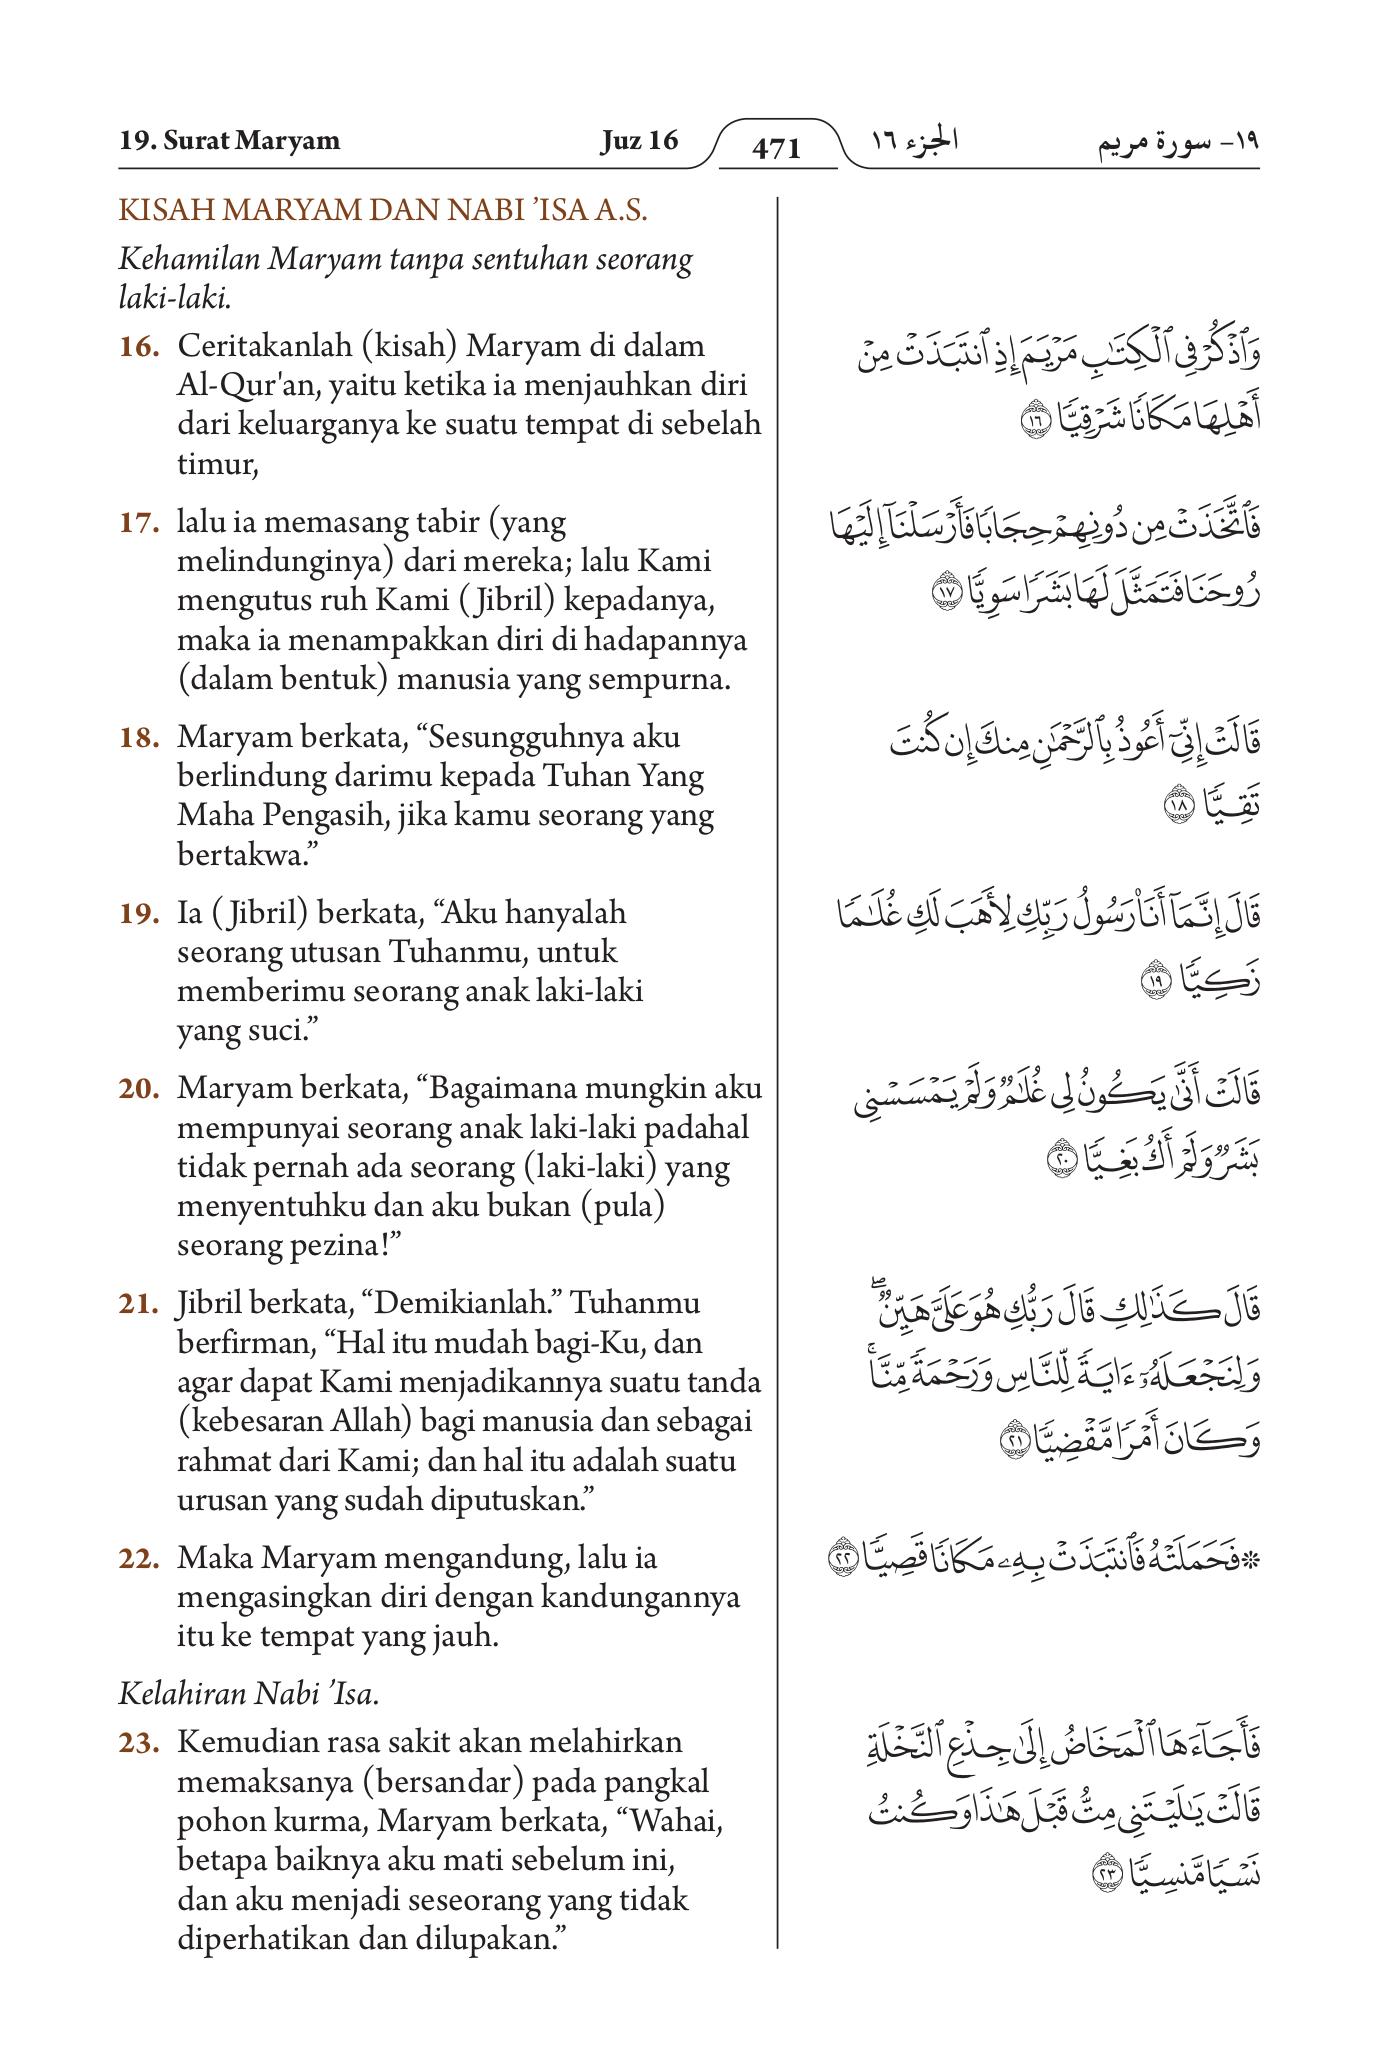 19. Surat Maryam
Juz 16
471
الجزء ١٦
١٩- سورة مريم
KISAH MARYAM DAN NABI ’ISA A.S.
Kehamilan Maryam tanpa sentuhan seorang
laki-laki.
16. Ceritakanlah (kisah) Maryam di dalam
Al-Qur'an, yaitu ketika ia menjauhkan diri
dari keluarganya ke suatu tempat di sebelah
timur,
17. lalu ia memasang tabir (yang
melindunginya) dari mereka; lalu Kami
mengutus ruh Kami (Jibril) kepadanya,
maka ia menampakkan diri di hadapannya
(dalam bentuk) manusia yang sempurna.
18. Maryam berkata, “Sesungguhnya aku
berlindung darimu kepada Tuhan Yang
Maha Pengasih, jika kamu seorang yang
bertakwa.”
19. Ia (Jibril) berkata, “Aku hanyalah
seorang utusan Tuhanmu, untuk
memberimu seorang anak laki-laki
yang suci.”
20. Maryam berkata, “Bagaimana mungkin aku
mempunyai seorang anak laki-laki padahal
tidak pernah ada seorang (laki-laki) yang
menyentuhku dan aku bukan (pula)
seorang pezina!”
21. Jibril berkata, “Demikianlah.” Tuhanmu
berfirman, “Hal itu mudah bagi-Ku, dan
agar dapat Kami menjadikannya suatu tanda
(kebesaran Allah) bagi manusia dan sebagai
rahmat dari Kami; dan hal itu adalah suatu
urusan yang sudah diputuskan.”
22. Maka Maryam mengandung, lalu ia
mengasingkan diri dengan kandungannya
itu ke tempat yang jauh.
Kelahiran Nabi ’Isa.
23. Kemudian rasa sakit akan melahirkan
memaksanya (bersandar) pada pangkal
pohon kurma, Maryam berkata, “Wahai,
betapa baiknya aku mati sebelum ini,
dan aku menjadi seseorang yang tidak
diperhatikan dan dilupakan.”
وَٱذۡكُرۡ فِي ٱلۡكِتَٰبِ مَرۡيَمَ إِذِ ٱنتَبَذَتۡ مِنۡ
أَهۡلِهَا مَكَانٗا شَرۡقِيّٗا ١٦
فَٱتَّخَذَتۡ مِن دُونِهِمۡ حِجَابٗا فَأَرۡسَلۡنَآ إِلَيۡهَا
رُوحَنَا فَتَمَثَّلَ لَهَا بَشَرٗا سَوِيّٗا ١٧
قَالَتۡ إِنِّيٓ أَعُوذُ بِٱلرَّحۡمَٰنِ مِنكَ إِن كُنتَ
تَقِيّٗا ١٨
قَالَ إِنَّمَآ أَنَا۠ رَسُولُ رَبِّكِ لِأَهَبَ لَكِ غُلَٰمٗا
زَكِيّٗا ١٩
قَالَتۡ أَنَّىٰ يَكُونُ لِي غُلَٰمٞ وَلَمۡ يَمۡسَسۡنِي
بَشَرٞ وَلَمۡ أَكُ بَغِيّٗا ٢٠
قَالَ كَذَٰلِكِ قَالَ رَبُّكِ هُوَ عَلَيَّ هَيِّنٞۖ
وَلِنَجۡعَلَهُۥٓ ءَايَةٗ لِّلنَّاسِ وَرَحۡمَةٗ مِّنَّاۚ
وَكَانَ أَمۡرٗا مَّقۡضِيّٗا ٢١
۞فَحَمَلَتۡهُ فَٱنتَبَذَتۡ بِهِۦ مَكَانٗا قَصِيّٗا ٢٢
فَأَجَآءَهَا ٱلۡمَخَاضُ إِلَىٰ جِذۡعِ ٱلنَّخۡلَةِ
قَالَتۡ يَٰلَيۡتَنِي مِتُّ قَبۡلَ هَٰذَا وَكُنتُ
نَسۡيٗا مَّنسِيّٗا ٢٣